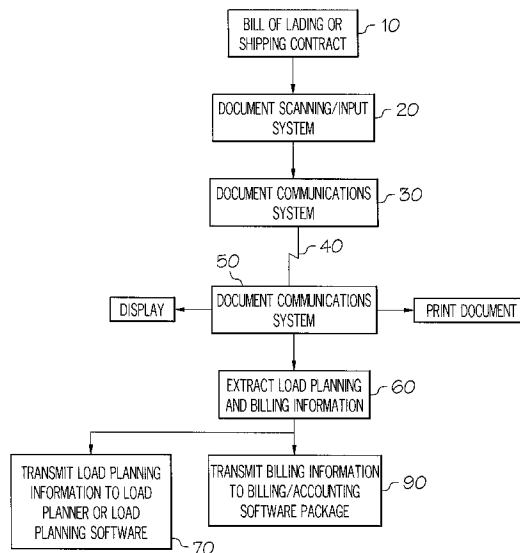 BILL OF LADING OR
SHIPPING CONTRACT
10
DOCUMENT SCANNING/INPUT
SYSTEM
20
DOCUMENT COMMUNICATIONS
SYSTEM
30
40
50
DISPLAY
DOCUMENT COMMUNICATIONS
SYSTEM
PRINT DOCUMENT
EXTRACT LOAD PLANNING
AND BILLING INFORMATION
60
TRANSMIT LOAD PLANNING
INFORMATION TO LOAD
PLANNER OR LOAD
PLANNING SOFTWARE
70
TRANSMIT BILLING INFORMATION
TO BILLING/ACCOUNTING
SOFTWARE PACKAGE
90